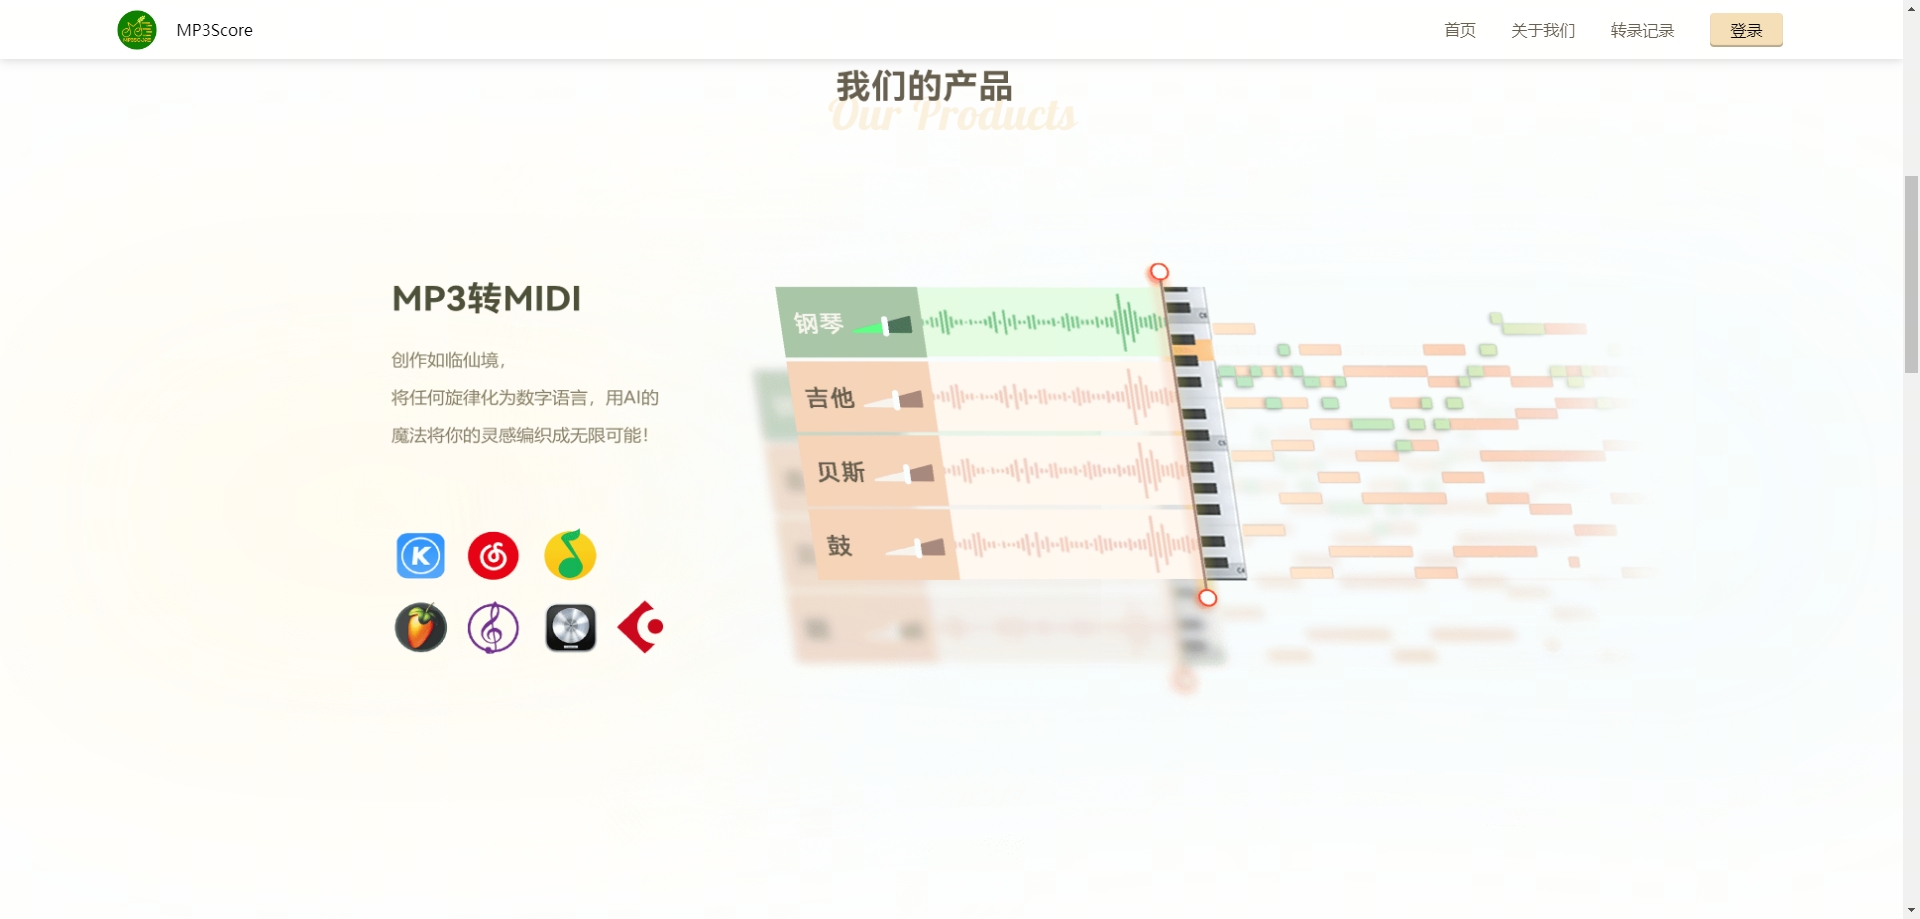 MP3Score
首页
关于我们
转录记录
登录
我们的产品
Our Products
MP3转MIDI
创作如临仙境，
将任何旋律化为数字语言，用AI的
魔法将你的灵感编织成无限可能！
钢琴
吉他
贝斯
鼓